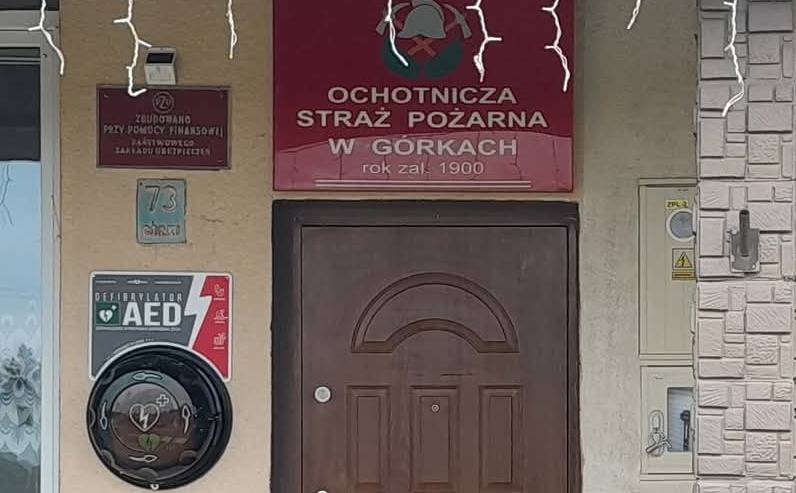 OCHOTNICZA
STRAŻ POŻARNA
W GÓRKACH
rok zał. 1900
PZU
ZBUDOWANO
PRZY POMOCY FINANSOWEJ
PAŃSTWOWEGO
ZAKŁADU UBEZPIECZEŃ
73
GÓRKI
DEFIBRYLATOR
AED
ZPL-2